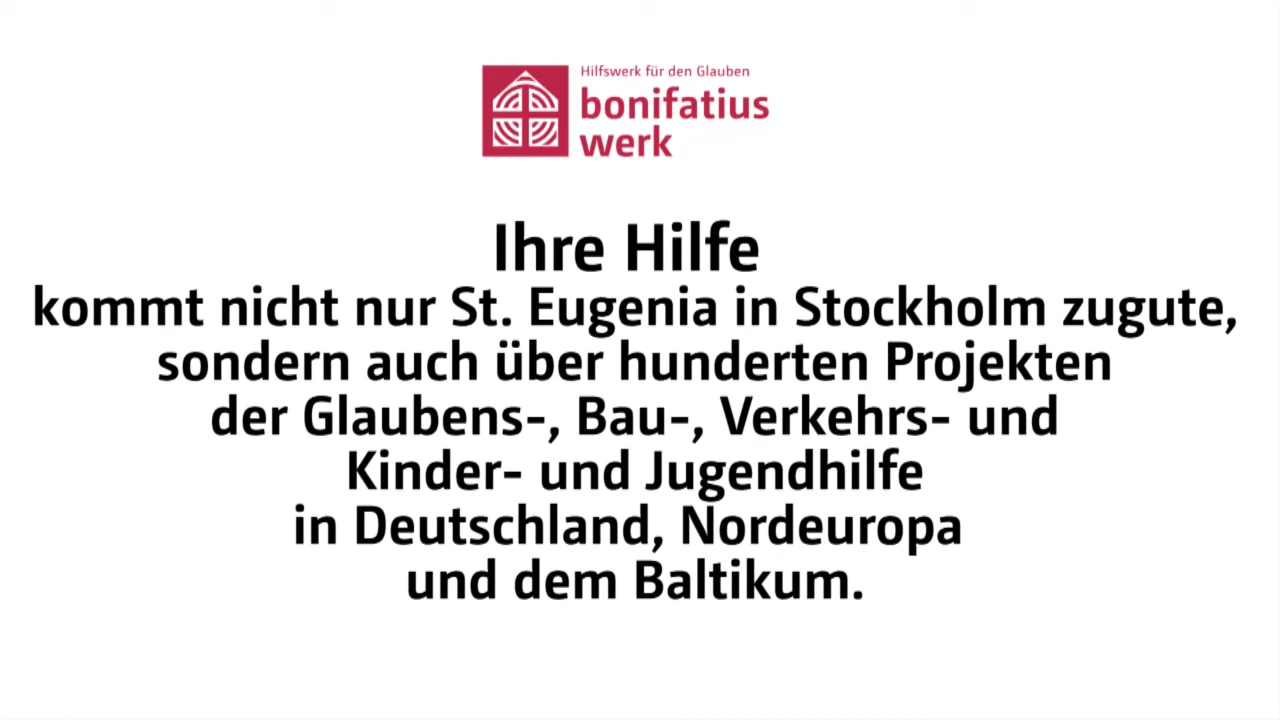 Hilfswerk für den Glauben
bonifatius
werk
Ihre Hilfe
kommt nicht nur St. Eugenia in Stockholm zugute,
sondern auch über hunderten Projekten
der Glaubens-, Bau-, Verkehrs- und
Kinder- und Jugendhilfe
in Deutschland, Nordeuropa
und dem Baltikum.